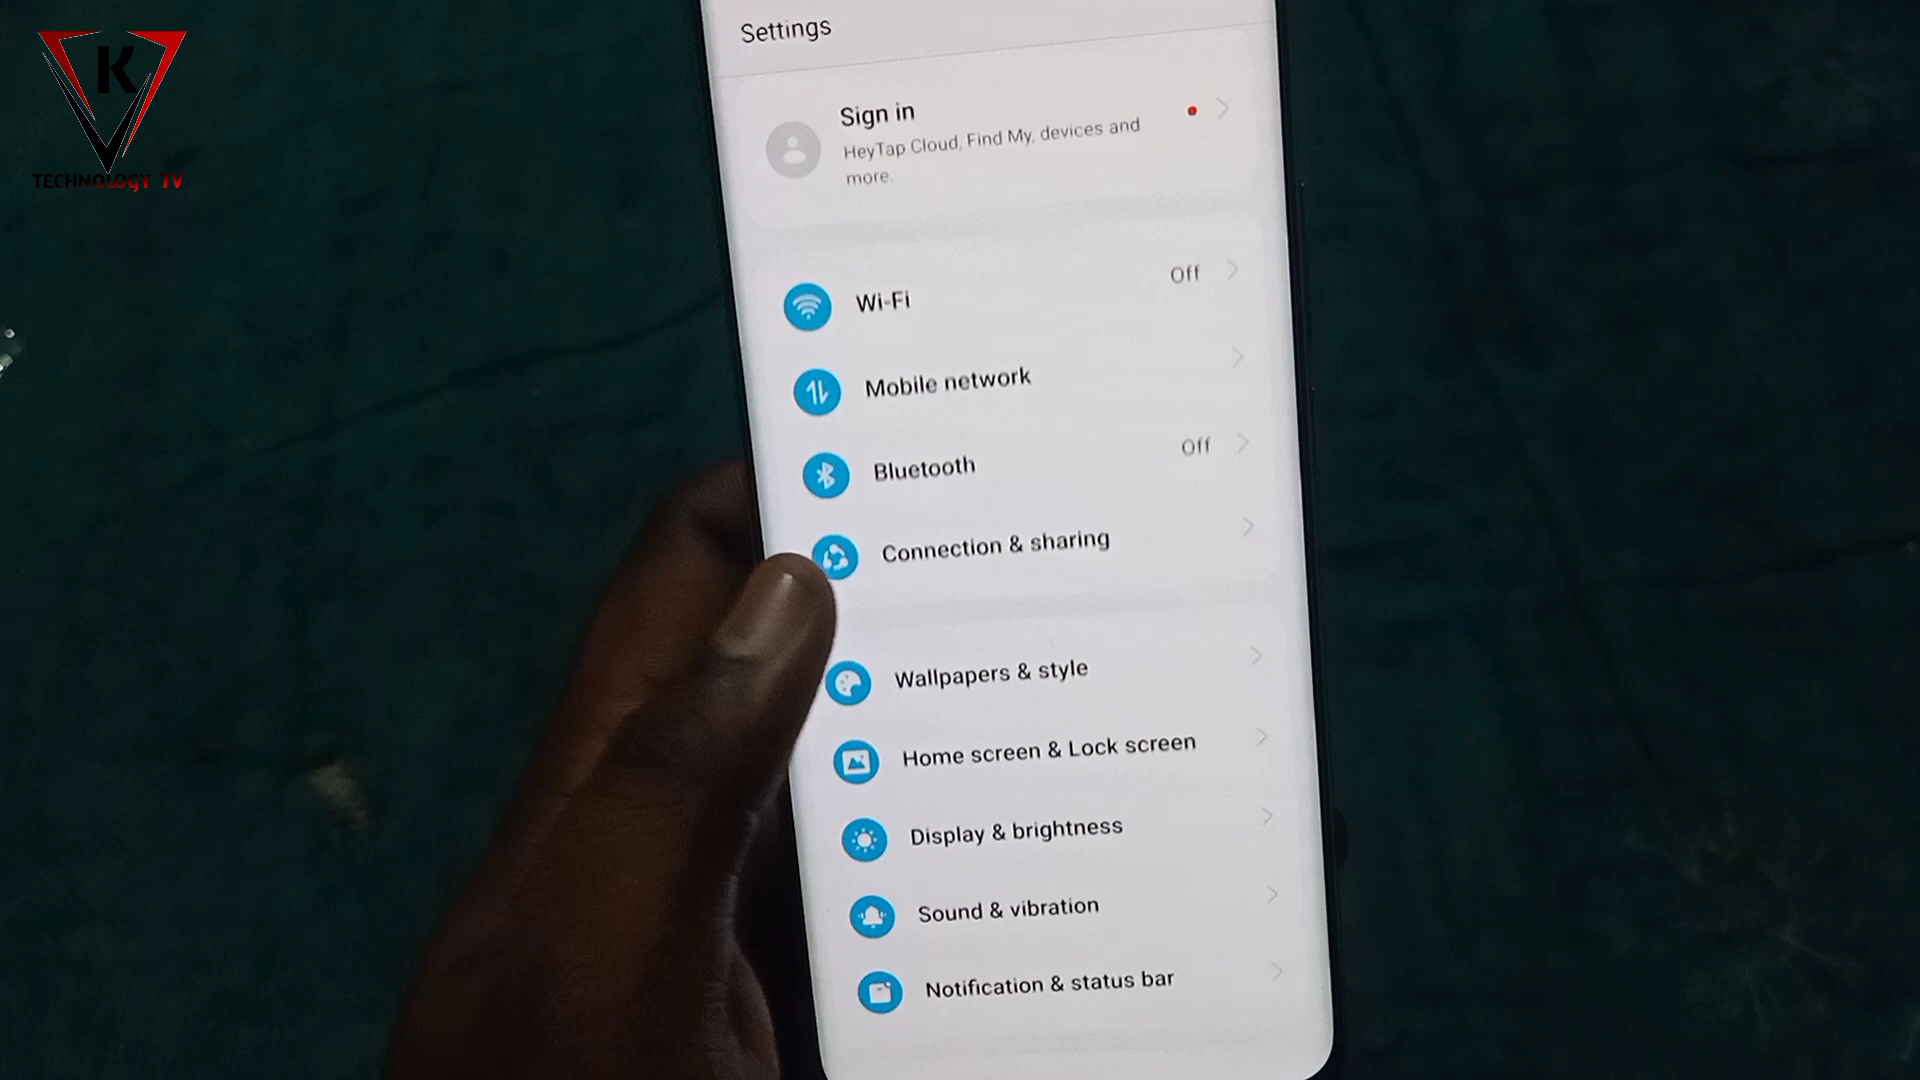 K
TECHNOLOGY TV
Settings
Sign in
HeyTap Cloud, Find My, devices and
more.
Wi-Fi
Off
Mobile network
Bluetooth
Off
Connection & sharing
Wallpapers & style
Home screen & Lock screen
Display & brightness
Sound & vibration
Notification & status bar